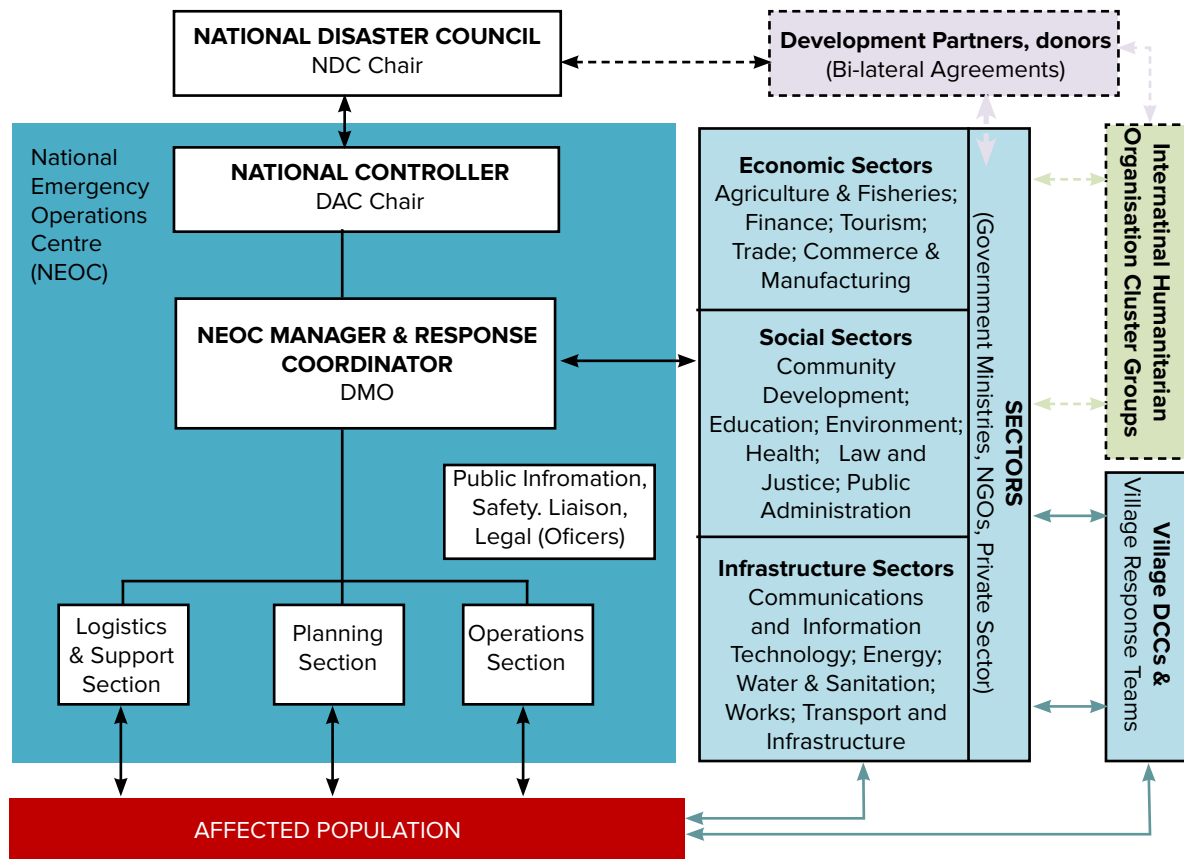 NATIONAL DISASTER COUNCIL
NDC Chair
Development Partners, donors
(Bi-lateral Agreements)
National
Emergency
Operations
Centre
(NEOC)
NATIONAL CONTROLLER
DAC Chair
NEOC MANAGER & RESPONSE
COORDINATOR
DMO
Public Infromation,
Safety. Liaison,
Legal (Oficers)
Logistics
& Support
Section
Planning
Section
Operations
Section
Economic Sectors
Agriculture & Fisheries;
Finance; Tourism;
Trade; Commerce &
Manufacturing
Social Sectors
Community
Development;
Education; Environment;
Health; Law and
Justice; Public
Administration
Infrastructure Sectors
Communications
and Information
Technology; Energy;
Water & Sanitation;
Works; Transport and
Infrastructure
SECTORS
(Government Ministries, NGOs, Private Sector)
Internatinal Humanitarian
Organisation Cluster Groups
Village DCCs &
Village Response Teams
AFFECTED POPULATION